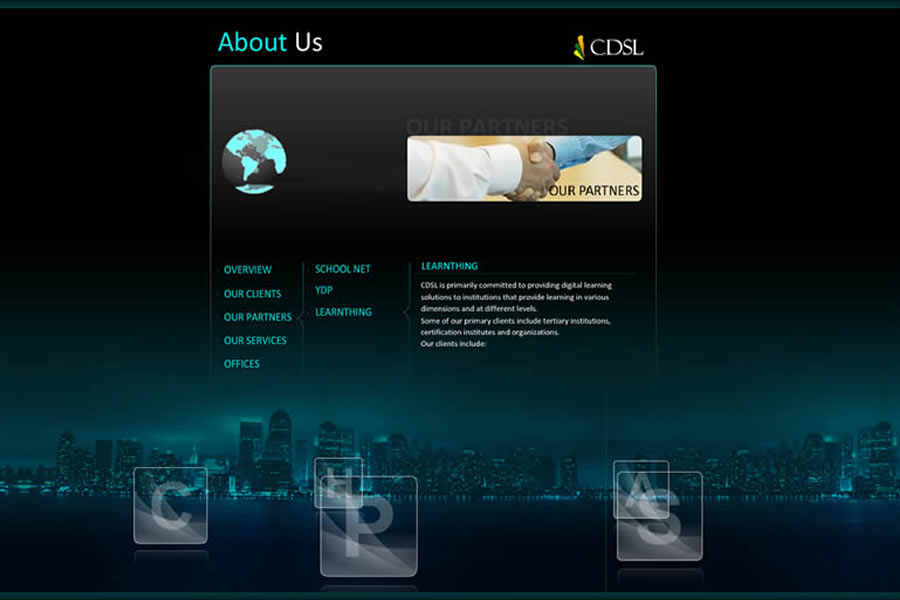 About Us
CDSL
OUR PARTNERS
OUR PARTNERS
OVERVIEW
OUR CLIENTS
OUR PARTNERS
OUR SERVICES
OFFICES
SCHOOL NET
YDP
LEARNTHING
LEARNTHING
CDSL is primarily committed to providing digital learning
solutions to institutions that provide learning in various
dimensions and at different levels.
Some of our primary clients include tertiary institutions,
certification institutes and organizations.
Our clients include:
C
H
P
A
S